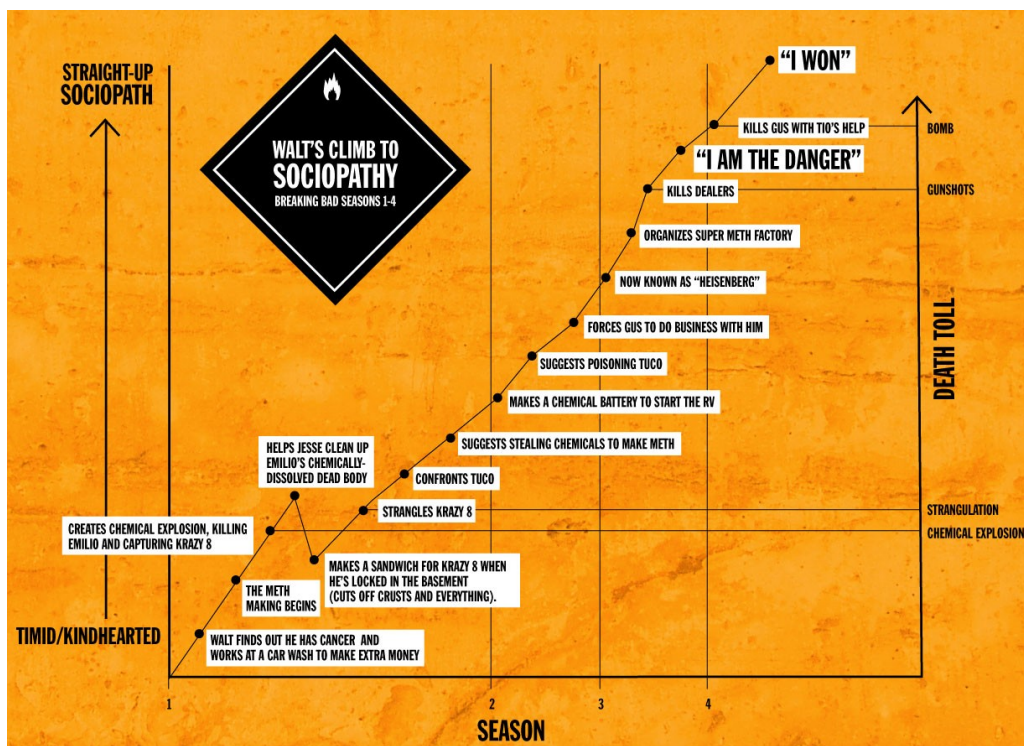 STRAIGHT-UP
SOCIOPATH
WALT'S CLIMB TO
SOCIOPATHY
BREAKING BAD SEASONS 1-4
"I WON"
KILLS GUS WITH TIO'S HELP
BOMB
"I AM THE DANGER"
KILLS DEALERS
GUNSHOTS
ORGANIZES SUPER METH FACTORY
NOW KNOWN AS "HEISENBERG"
FORCES GUS TO DO BUSINESS WITH HIM
DEATH TOLL
SUGGESTS POISONING TUCO
MAKES A CHEMICAL BATTERY TO START THE RV
SUGGESTS STEALING CHEMICALS TO MAKE METH
HELPS JESSE CLEAN UP
EMILIO'S CHEMICALLY-
DISSOLVED DEAD BODY
CONFRONTS TUCO
STRANGLES KRAZY 8
STRANGULATION
CREATES CHEMICAL EXPLOSION, KILLING
EMILIO AND CAPTURING KRAZY 8
CHEMICAL EXPLOSION
MAKES A SANDWICH FOR KRAZY 8 WHEN
HE'S LOCKED IN THE BASEMENT
(CUTS OFF CRUSTS AND EVERYTHING).
THE METH
MAKING BEGINS
TIMID/KINDHEARTED
WALT FINDS OUT HE HAS CANCER AND
WORKS AT A CAR WASH TO MAKE EXTRA MONEY
1 2 3 4
SEASON